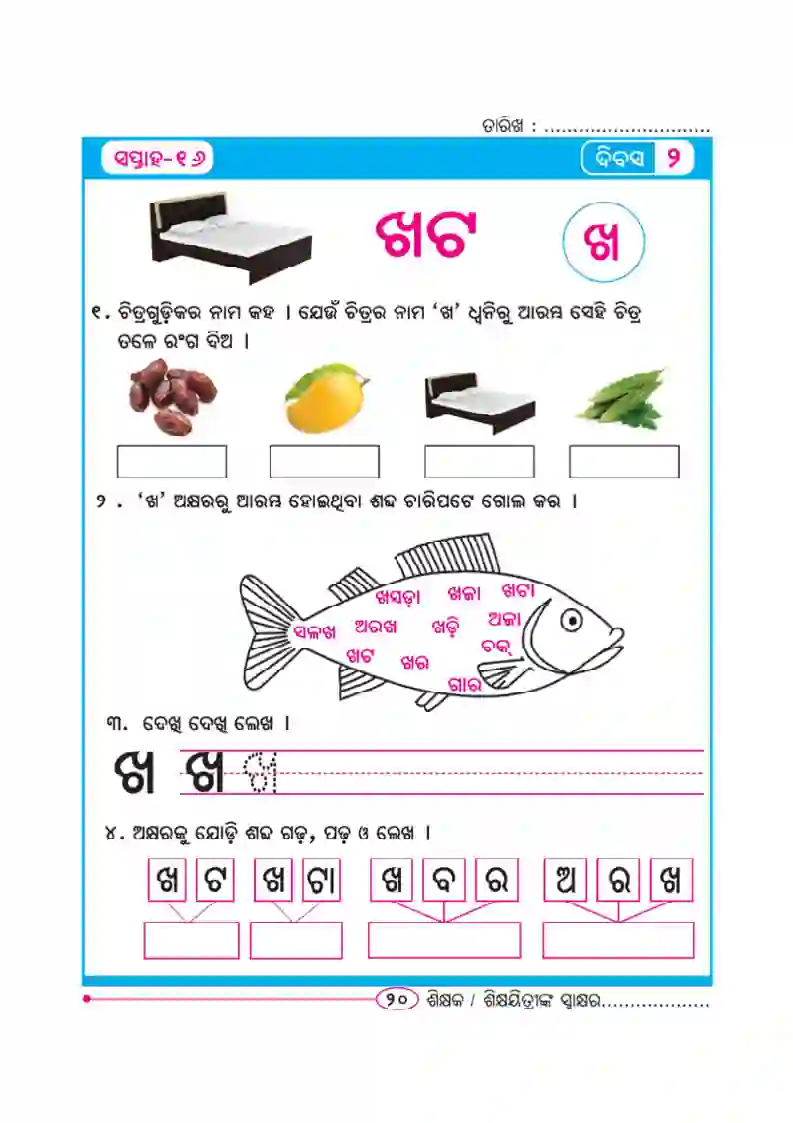 ତାରିଖ : .............................
ସପ୍ତାହ-୧୬
ଦିବସ ୨
ଖଟ
ଖ
୧. ଚିତ୍ରଗୁଡ଼ିକର ନାମ କହ । ଯେଉଁ ଚିତ୍ରର ନାମ ‘ଖ’ ଧ୍ୱନିରୁ ଆରମ୍ଭ ସେହି ଚିତ୍ର
ତଳେ ରଂଗ ଦିଅ ।
୨ . ‘ଖ’ ଅକ୍ଷରରୁ ଆରମ୍ଭ ହୋଇଥିବା ଶବ୍ଦ ଚାରିପଟେ ଗୋଲ କର ।
ଖସଡ଼ା ଖଜା ଖଟା
ସଳଖ ଅରଖ ଖଡ଼ି ଅଜା
ଖଟ ଖର ବକ୍
ଗାର
୩. ଦେଖି ଦେଖି ଲେଖ ।
ଖ ଖ ଖ
୪. ଅକ୍ଷରକୁ ଯୋଡ଼ି ଶବ୍ଦ ଗଢ଼, ପଢ଼ ଓ ଲେଖ ।
ଖ ଟ ଖ ଟା ଖ ବ ର ଅ ର ଖ
୨୦ ଶିକ୍ଷକ / ଶିକ୍ଷୟିତ୍ରୀଙ୍କ ସ୍ୱାକ୍ଷର...................